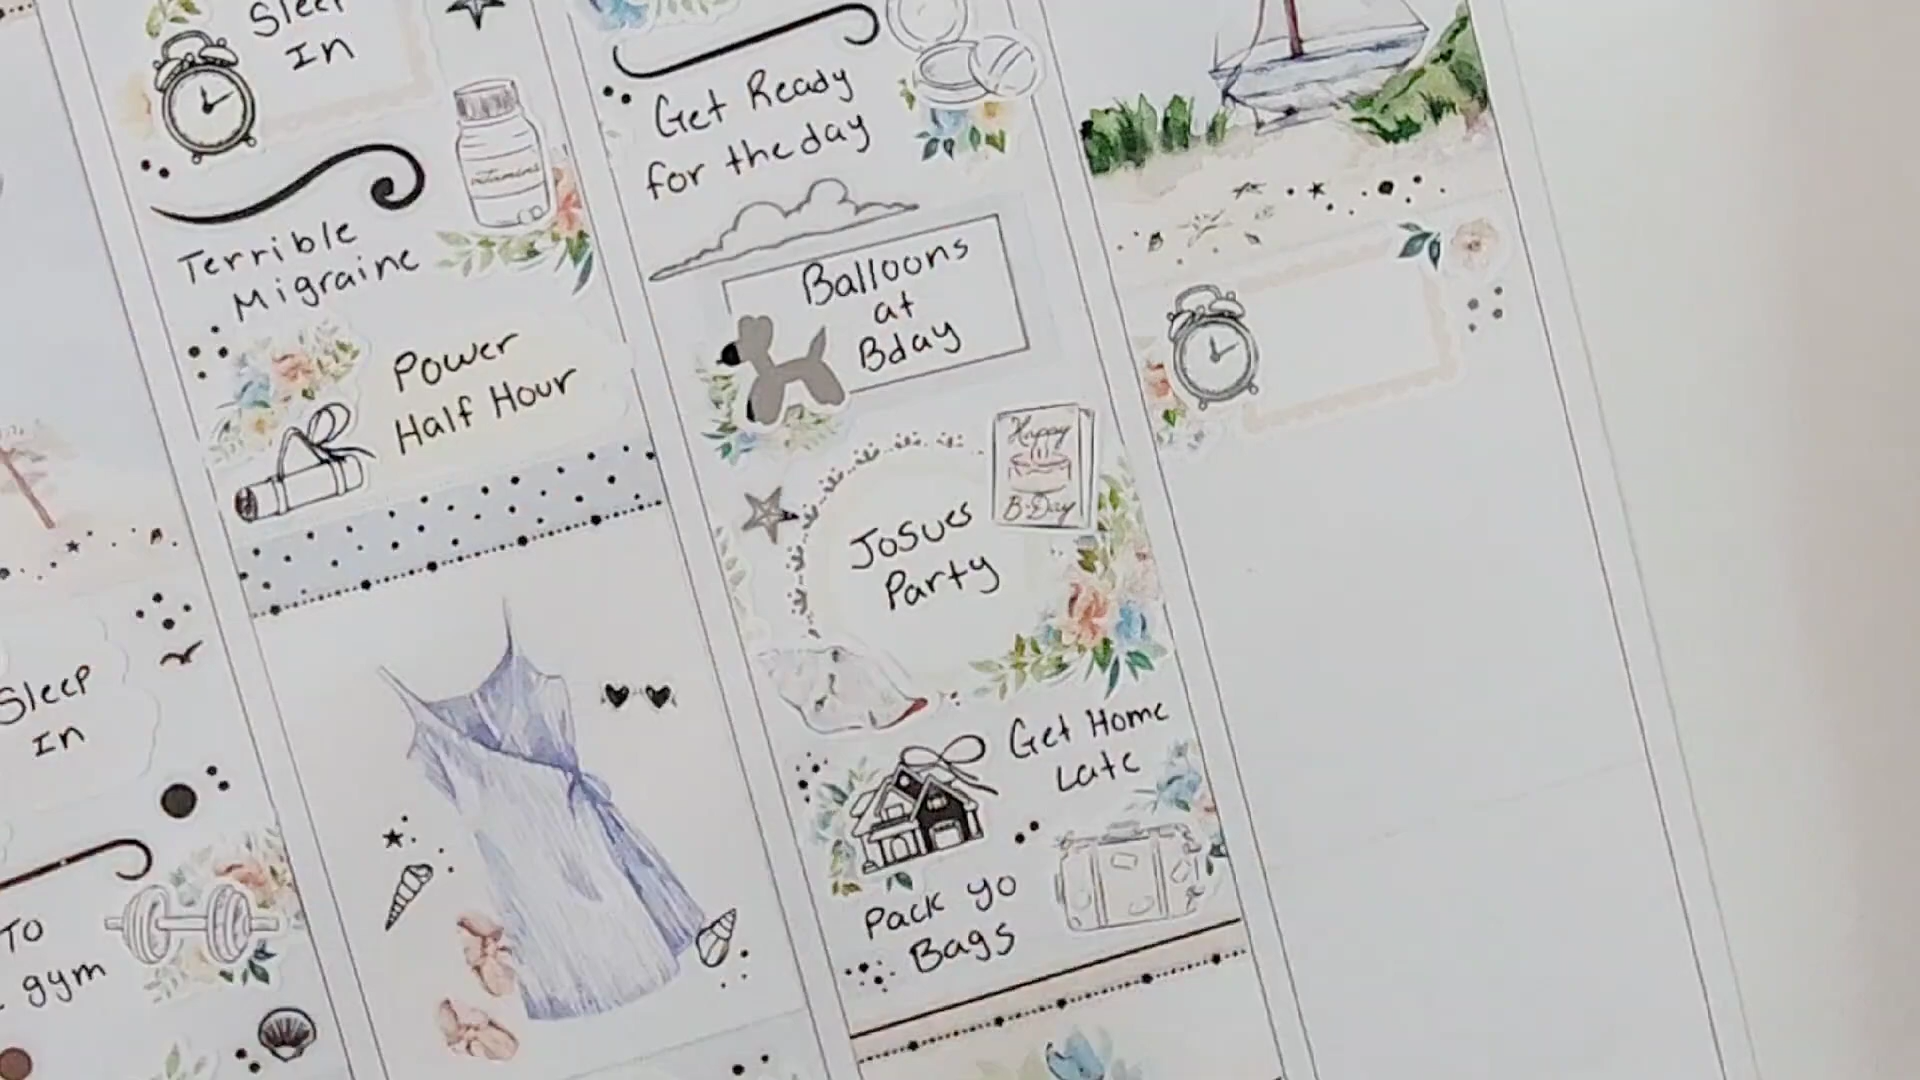 Sleep
In
Terrible
Migraine
vitamins
Power
Half Hour
Sleep
In
To
gym
Get Ready
for the day
Balloons
at
Bday
Happy
B-Day
Josues
Party
Get Home
Late
Pack yo
Bags